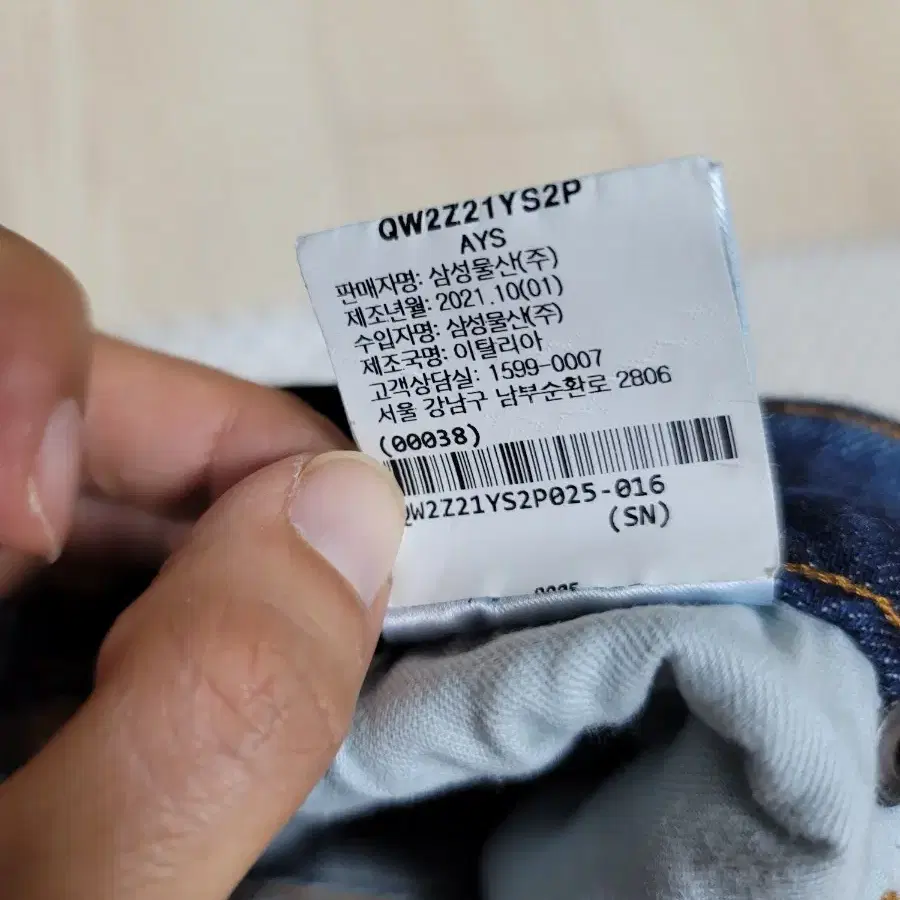 QW2Z21YS2P
AYS
판매자명: 삼성물산(주)
제조년월: 2021.10(01)
수입자명: 삼성물산(주)
제조국명: 이탈리아
고객상담실: 1599-0007
서울 강남구 남부순환로 2806
(00038)
QW2Z21YS2P025-016
(SN)